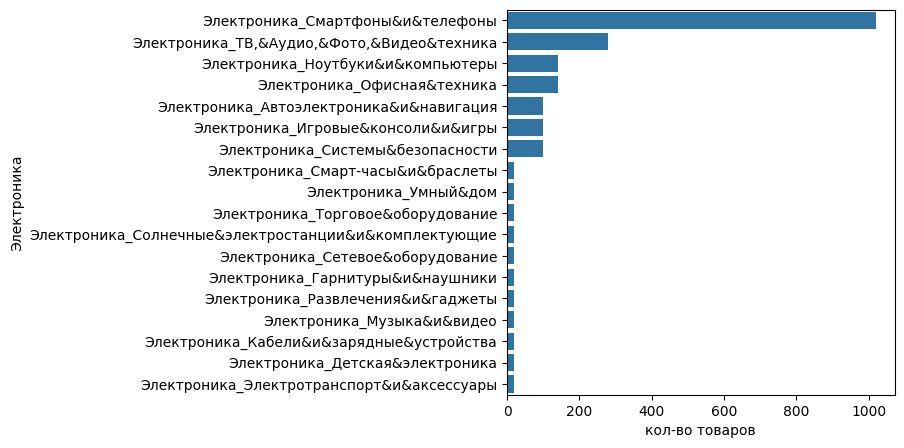 Электроника_Смартфоны&и&телефоны
Электроника_ТВ,&Аудио,&Фото,&Видео&техника
Электроника_Ноутбуки&и&компьютеры
Электроника_Офисная&техника
Электроника_Автоэлектроника&и&навигация
Электроника_Игровые&консоли&и&игры
Электроника_Системы&безопасности
Электроника_Смарт-часы&и&браслеты
Электроника_Умный&дом
Электроника_Торговое&оборудование
Электроника_Солнечные&электростанции&и&комплектующие
Электроника_Сетевое&оборудование
Электроника_Гарнитуры&и&наушники
Электроника_Развлечения&и&гаджеты
Электроника_Музыка&и&видео
Электроника_Кабели&и&зарядные&устройства
Электроника_Детская&электроника
Электроника_Электротранспорт&и&аксессуары
Электроника
0 200 400 600 800 1000
кол-во товаров